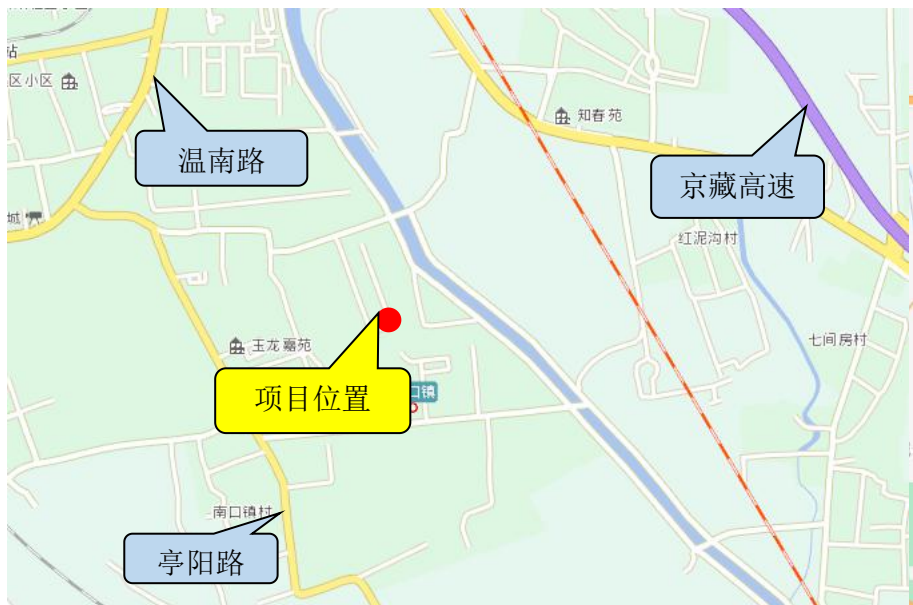 站
区小区
知春苑
温南路
京藏高速
城
红泥沟村
玉龙嘉苑
七间房村
项目位置
口镇
南口镇村
亭阳路